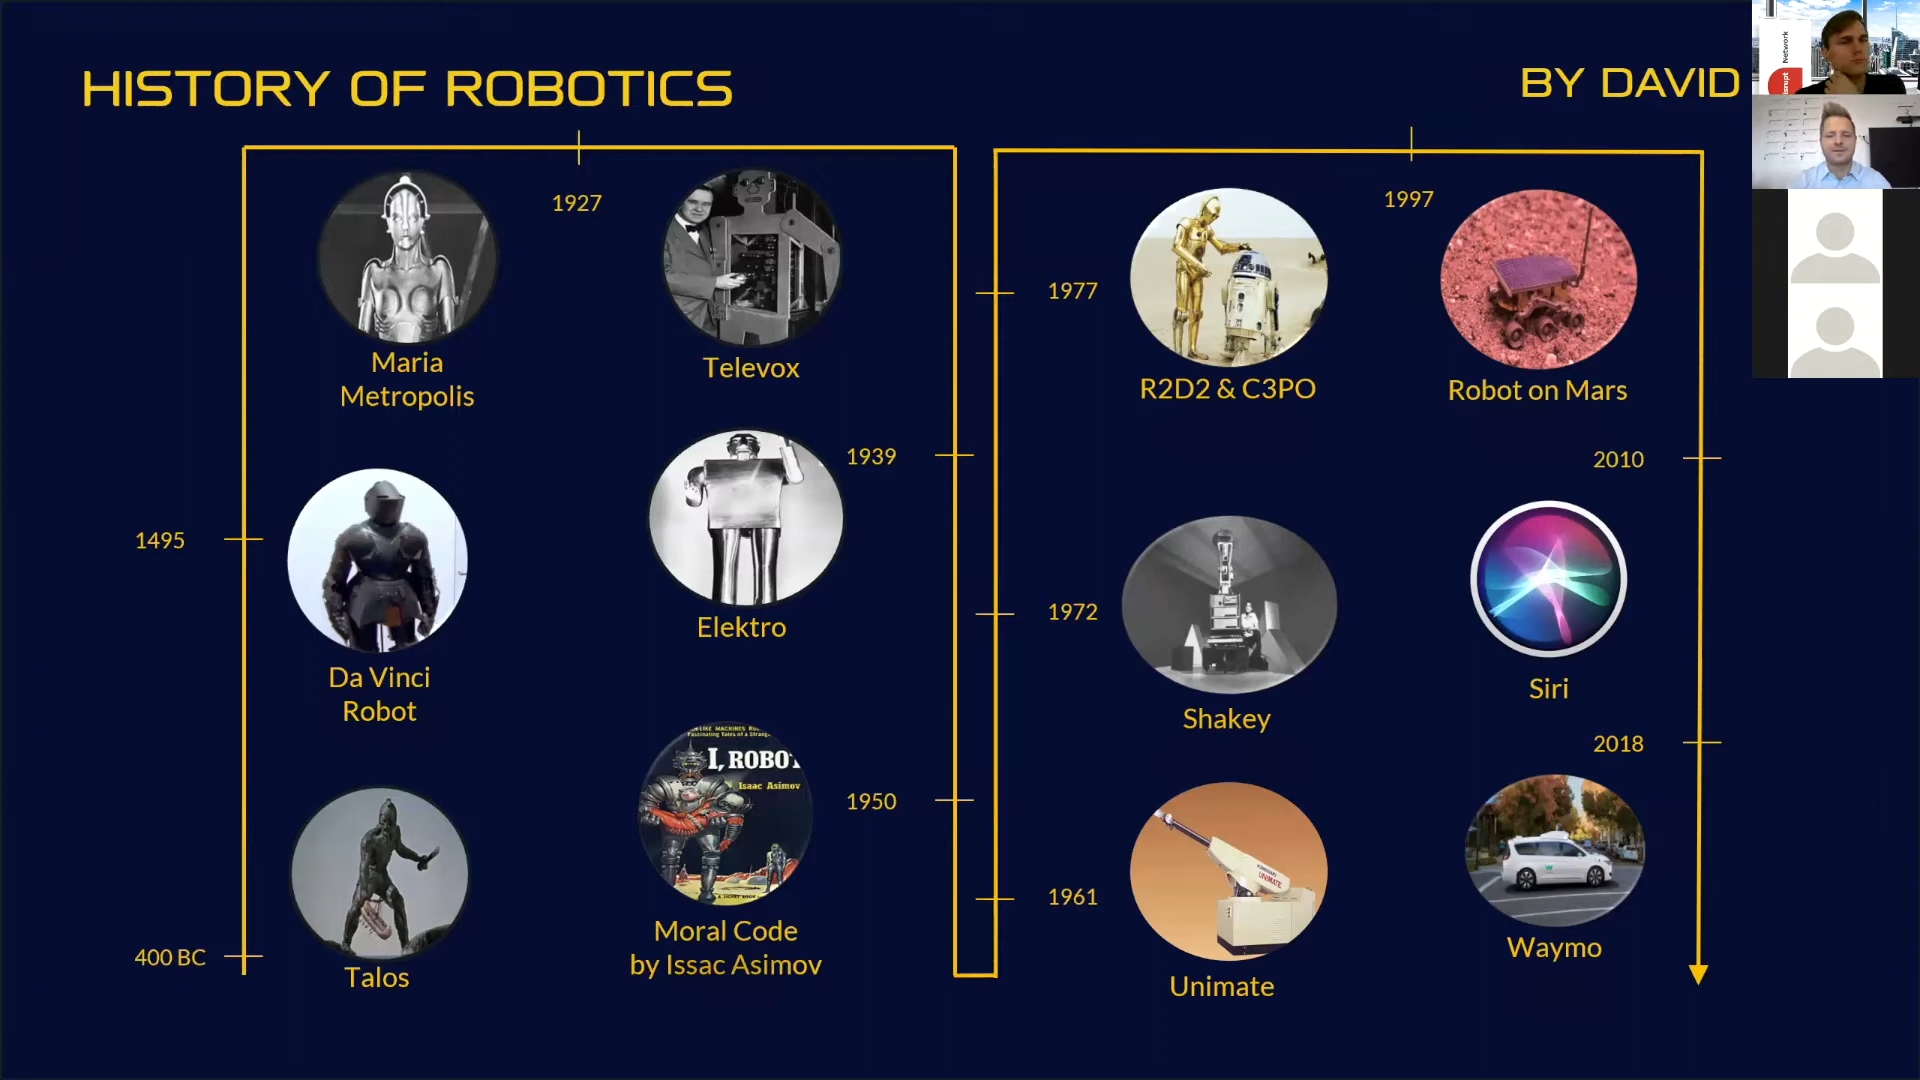 HISTORY OF ROBOTICS
BY DAVID
Network
1927
1997
1977
Maria
Metropolis
Televox
R2D2 & C3PO
Robot on Mars
1939
2010
1495
1972
Elektro
Da Vinci
Robot
Siri
Shakey
2018
I, ROBOT
Isaac Asimov
1950
UNIMATE
1961
400 BC
Talos
Moral Code
by Issac Asimov
Waymo
Unimate